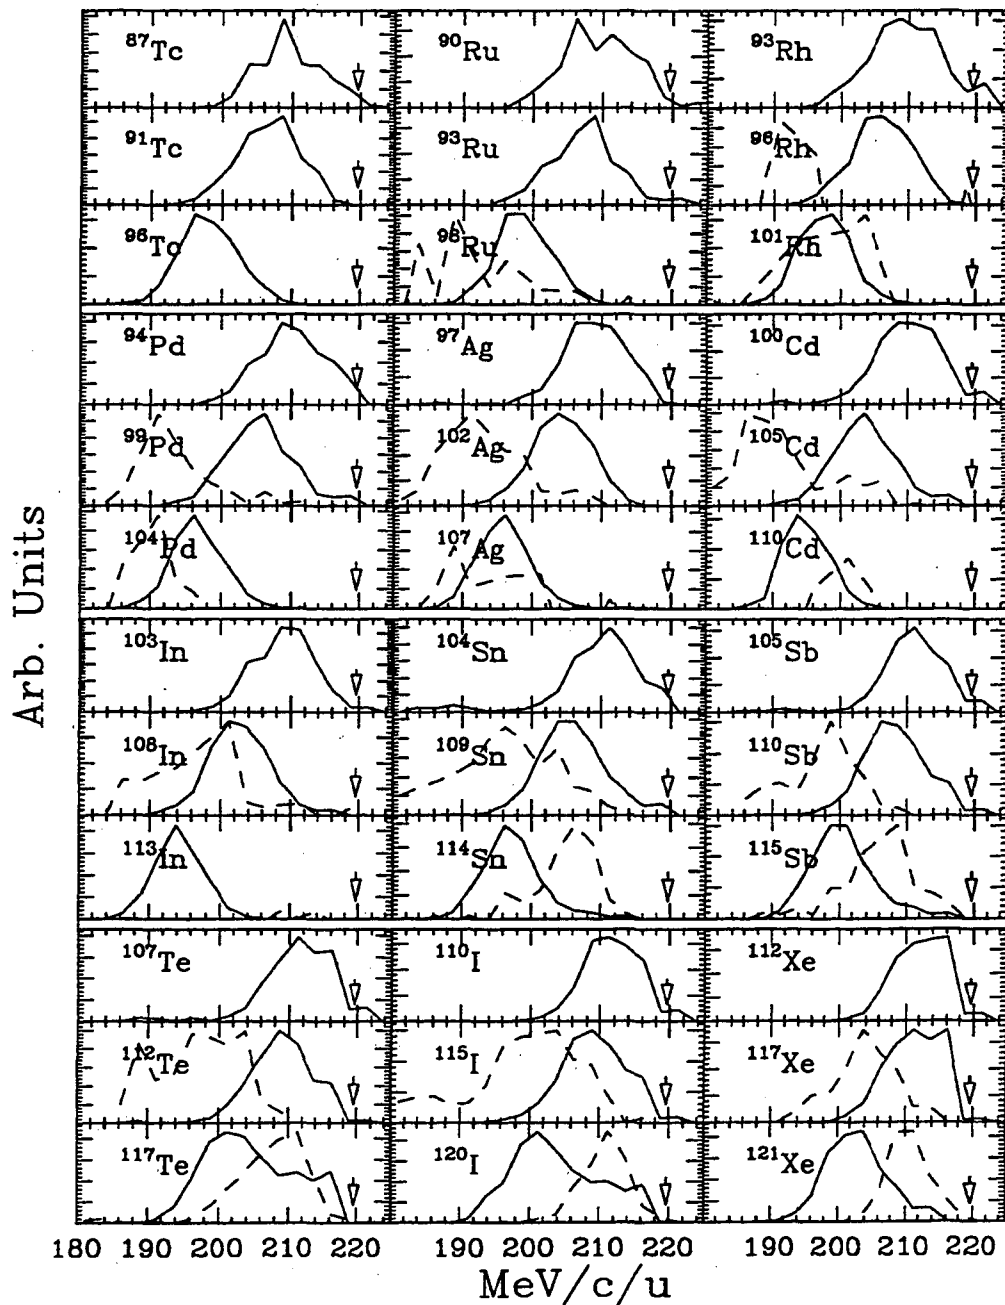 ⁸⁷Tc ⁹⁰Ru ⁹³Rh
⁹¹Tc ⁹³Ru ⁹⁶Rh
⁹⁶Tc ⁹⁸Ru ¹⁰¹Rh
⁹⁴Pd ⁹⁷Ag ¹⁰⁰Cd
⁹⁹Pd ¹⁰²Ag ¹⁰⁵Cd
¹⁰⁴Pd ¹⁰⁷Ag ¹¹⁰Cd
¹⁰³In ¹⁰⁴Sn ¹⁰⁵Sb
¹⁰⁸In ¹⁰⁹Sn ¹¹⁰Sb
¹¹³In ¹¹⁴Sn ¹¹⁵Sb
¹⁰⁷Te ¹¹⁰I ¹¹²Xe
¹¹²Te ¹¹⁵I ¹¹⁷Xe
¹¹⁷Te ¹²⁰I ¹²¹Xe
Arb. Units
180 190 200 210 220 190 200 210 220 190 200 210 220
MeV/c/u